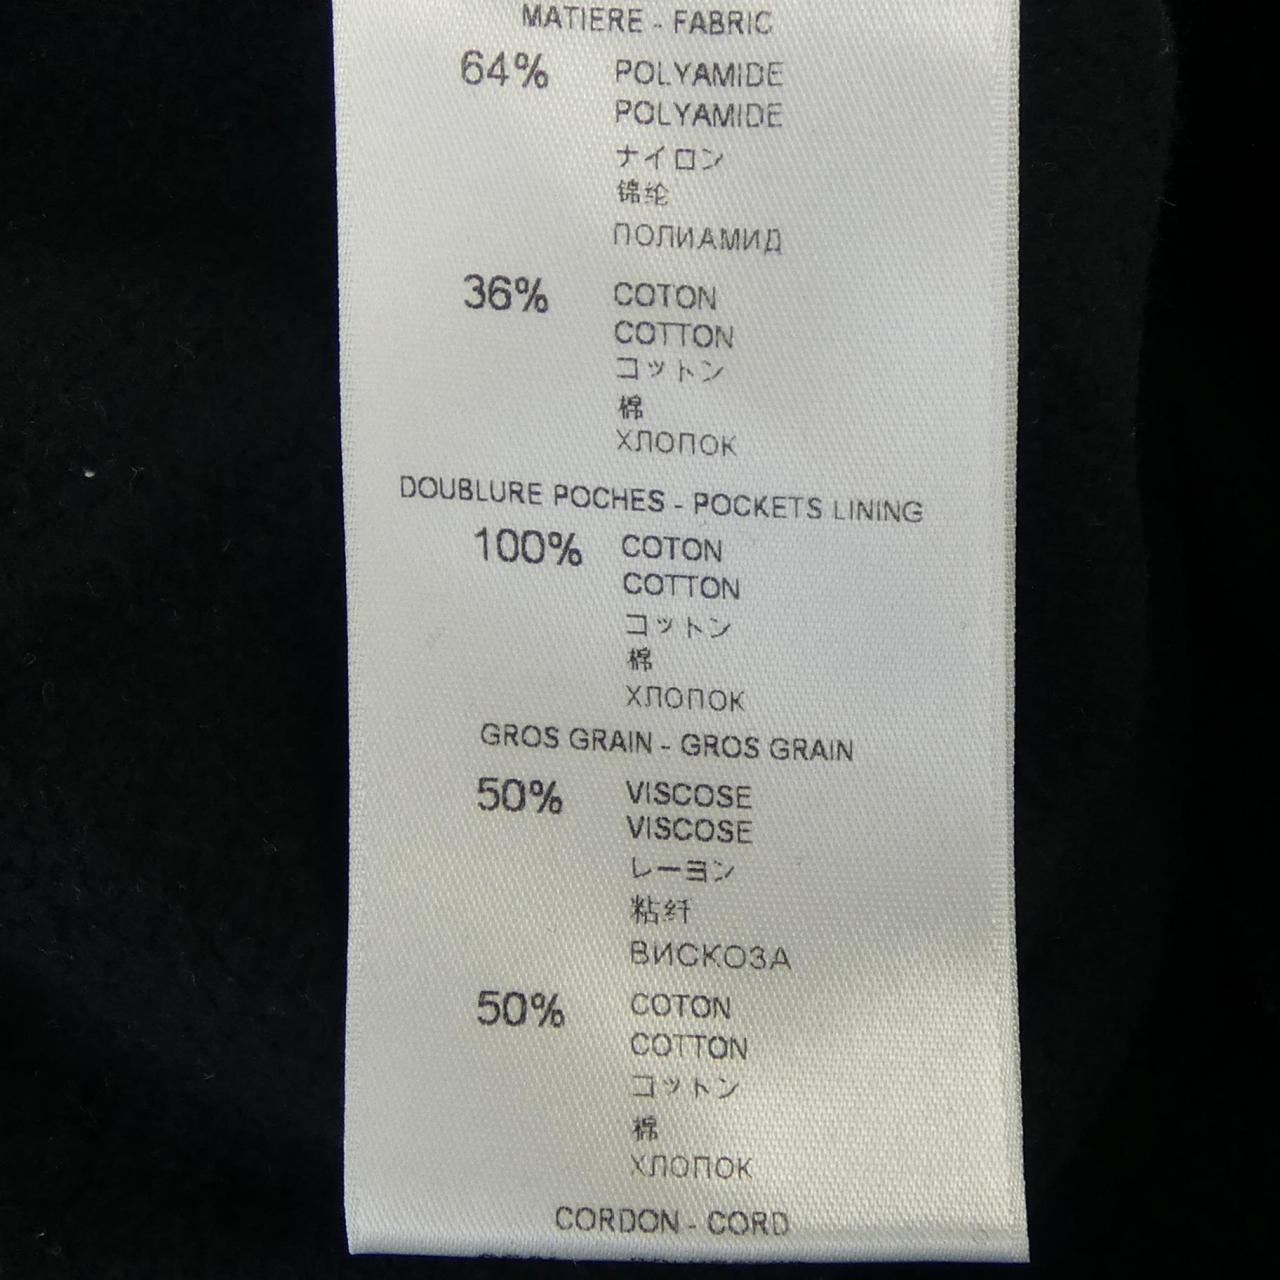 MATIERE - FABRIC
64% POLYAMIDE
POLYAMIDE
ナイロン
锦纶
ПОЛИАМИД
36% COTON
COTTON
コットン
棉
ХЛОПОК
DOUBLURE POCHES - POCKETS LINING
100% COTON
COTTON
コットン
棉
ХЛОПОК
GROS GRAIN - GROS GRAIN
50% VISCOSE
VISCOSE
レーヨン
粘纤
ВИСКОЗА
50% COTON
COTTON
コットン
棉
ХЛОПОК
CORDON - CORD